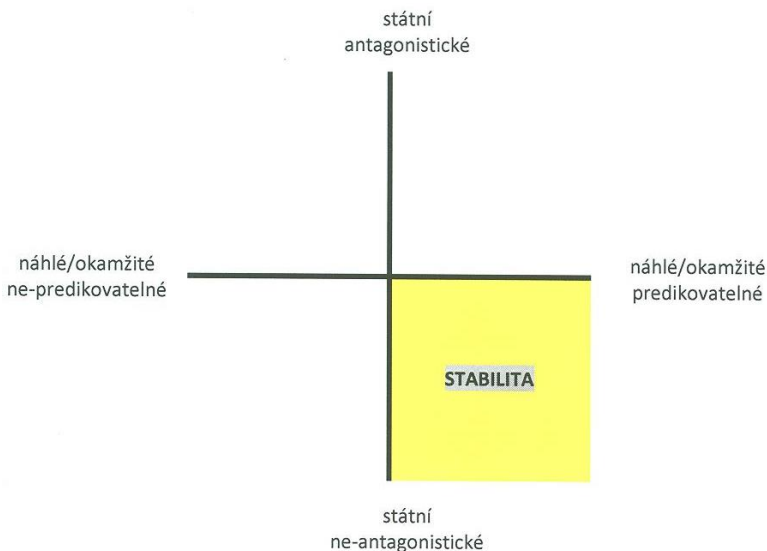 státní
antagonistické
náhlé/okamžité
ne-predikovatelné
náhlé/okamžité
predikovatelné
STABILITA
státní
ne-antagonistické